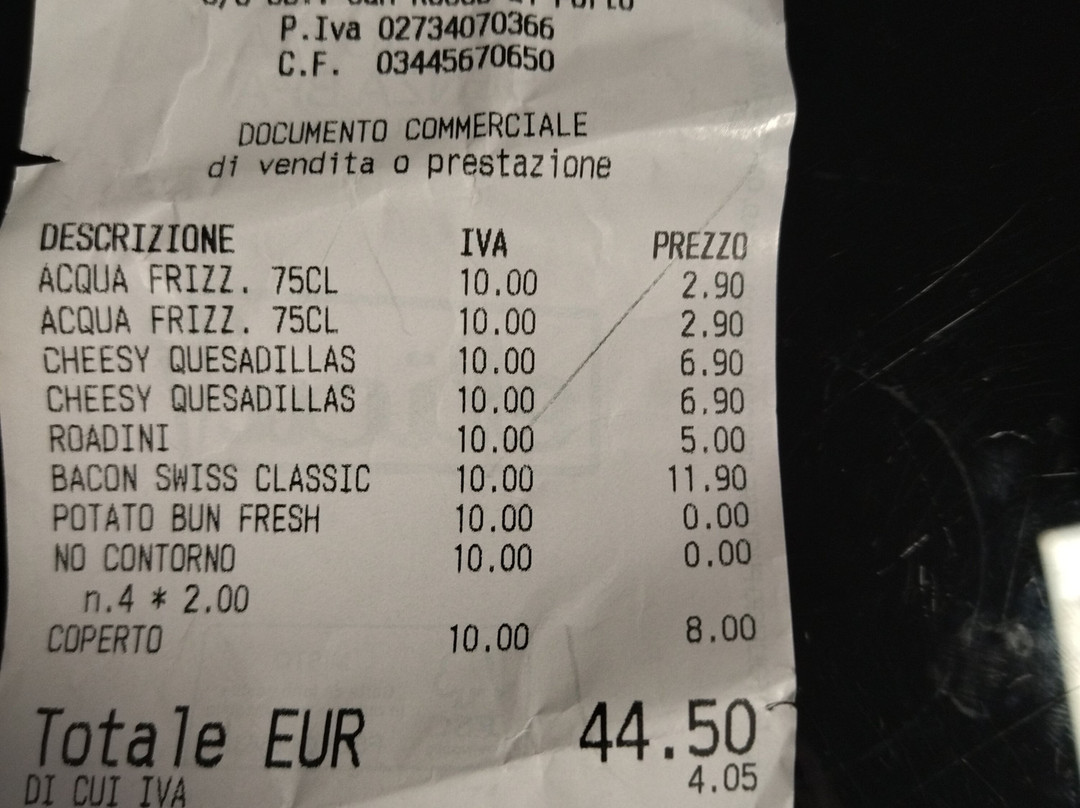 P.Iva 02734070366
C.F. 03445670650
DOCUMENTO COMMERCIALE
di vendita o prestazione
DESCRIZIONE IVA PREZZO
ACQUA FRIZZ. 75CL 10.00 2.90
ACQUA FRIZZ. 75CL 10.00 2.90
CHEESY QUESADILLAS 10.00 6.90
CHEESY QUESADILLAS 10.00 6.90
ROADINI 10.00 5.00
BACON SWISS CLASSIC 10.00 11.90
POTATO BUN FRESH 10.00 0.00
NO CONTORNO 10.00 0.00
n.4 * 2.00
COPERTO 10.00 8.00
Totale EUR 44.50
DI CUI IVA 4.05